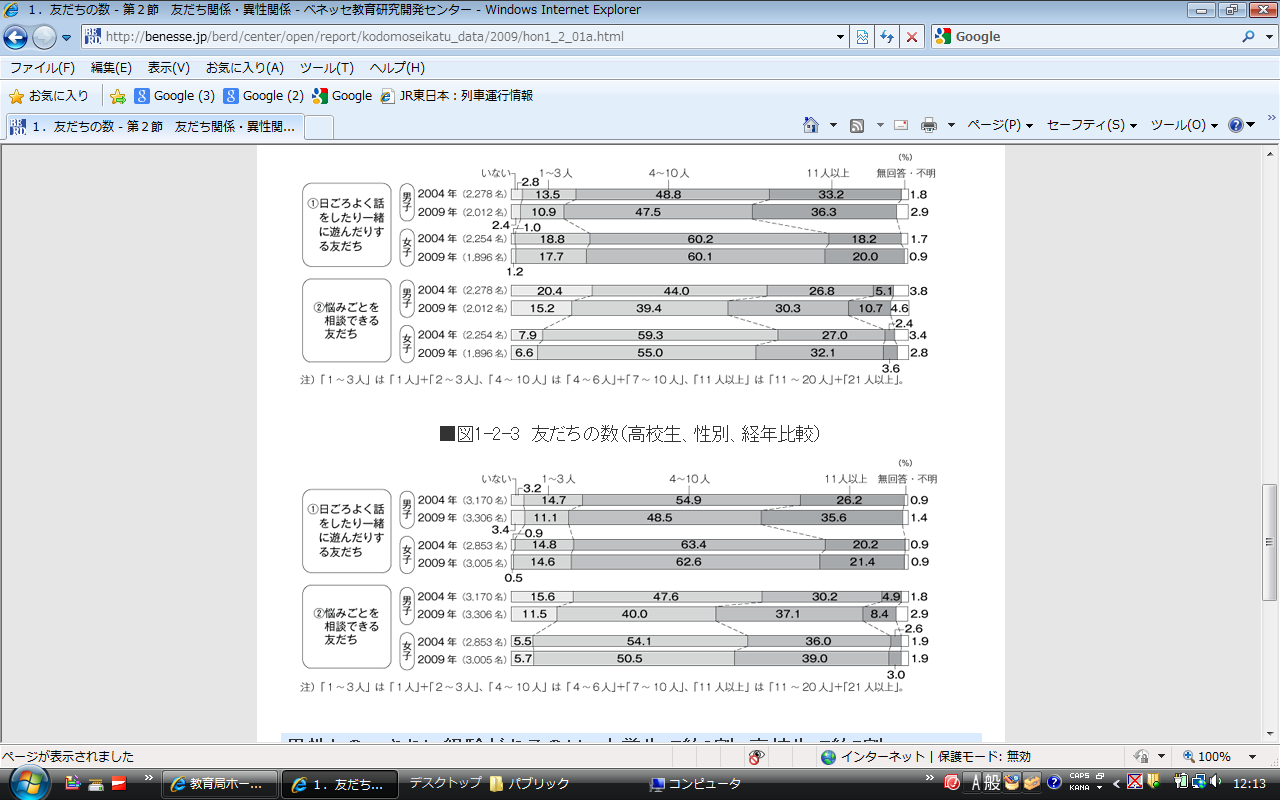 1．友だちの数 - 第２節　友だち関係・異性関係 - ベネッセ教育研究開発センター - Windows Internet Explorer
http://benesse.jp/berd/center/open/report/kodomoseikatu_data/2009/hon1_2_01a.html
Google
ファイル(F) 編集(E) 表示(V) お気に入り(A) ツール(T) ヘルプ(H)
お気に入り Google (3) Google (2) Google JR東日本：列車運行情報
1．友だちの数 - 第２節　友だち関係・異性関... ページ(P) セーフティ(S) ツール(O)
(%)
いない 1～3人 4～10人 11人以上 無回答・不明
①日ごろよく話をしたり一緒に遊んだりする友だち
男子
2.8
2004年 (2,278名) 13.5 48.8 33.2 1.8
2009年 (2,012名) 10.9 47.5 36.3 2.9
2.4
女子
1.0
2004年 (2,254名) 18.8 60.2 18.2 1.7
2009年 (1,896名) 17.7 60.1 20.0 0.9
1.2
②悩みごとを相談できる友だち
男子
2004年 (2,278名) 20.4 44.0 26.8 5.1 3.8
2009年 (2,012名) 15.2 39.4 30.3 10.7 4.6
女子
2.4
2004年 (2,254名) 7.9 59.3 27.0 3.4
2009年 (1,896名) 6.6 55.0 32.1 2.8
3.6
注)「1～3人」は「1人」+「2～3人」、「4～10人」は「4～6人」+「7～10人」、「11人以上」は「11～20人」+「21人以上」。
■図1-2-3　友だちの数（高校生、性別、経年比較）
(%)
いない 1～3人 4～10人 11人以上 無回答・不明
①日ごろよく話をしたり一緒に遊んだりする友だち
男子
3.2
2004年 (3,170名) 14.7 54.9 26.2 0.9
2009年 (3,306名) 11.1 48.5 35.6 1.4
3.4
女子
0.9
2004年 (2,853名) 14.8 63.4 20.2 0.9
2009年 (3,005名) 14.6 62.6 21.4 0.9
0.5
②悩みごとを相談できる友だち
男子
2004年 (3,170名) 15.6 47.6 30.2 4.9 1.8
2009年 (3,306名) 11.5 40.0 37.1 8.4 2.9
女子
2.6
2004年 (2,853名) 5.5 54.1 36.0 1.9
2009年 (3,005名) 5.7 50.5 39.0 1.9
3.0
注)「1～3人」は「1人」+「2～3人」、「4～10人」は「4～6人」+「7～10人」、「11人以上」は「11～20人」+「21人以上」。
ページが表示されました インターネット | 保護モード: 無効 100%
教育局ホー... 1．友だち... デスクトップ パブリック コンピュータ A 般 CAPS KANA 12:13